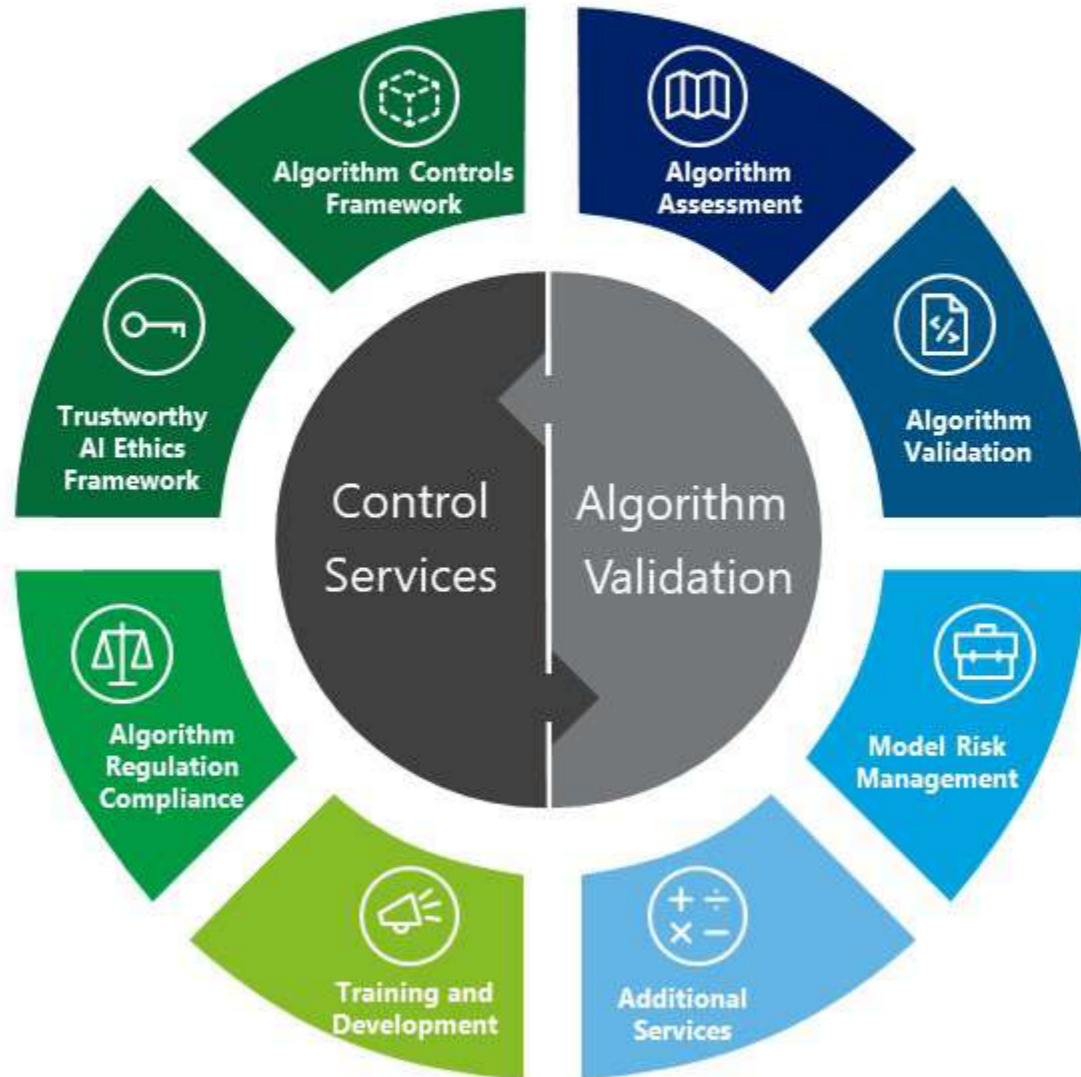 Algorithm Controls
Framework
Algorithm
Assessment
Trustworthy
AI Ethics
Framework
Algorithm
Validation
Control
Services
Algorithm
Validation
Algorithm
Regulation
Compliance
Model Risk
Management
Training and
Development
Additional
Services